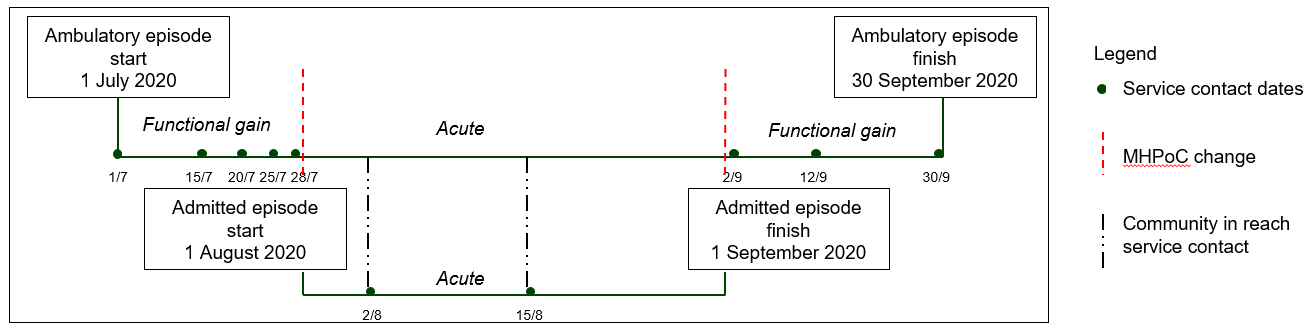 Ambulatory episode
start
1 July 2020
Ambulatory episode
finish
30 September 2020
Legend
Service contact dates
Functional gain
Acute
Functional gain
MHPoC change
1/7
15/7
20/7
25/7
28/7
2/9
12/9
30/9
Admitted episode
start
1 August 2020
Admitted episode
finish
1 September 2020
Community in reach
service contact
Acute
2/8
15/8